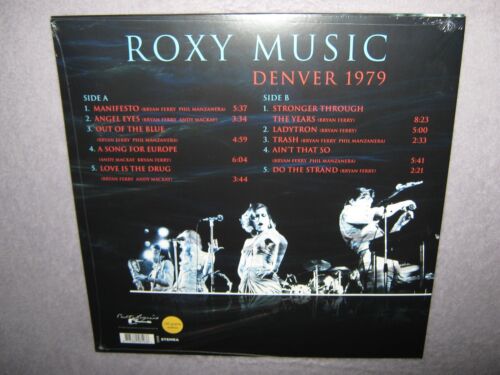 ROXY MUSIC
DENVER 1979
SIDE A
1. MANIFESTO (BRYAN FERRY PHIL MANZANERA) 5:37
2. ANGEL EYES (BRYAN FERRY ANDY MACKAY) 3:34
3. OUT OF THE BLUE
(BRYAN FERRY PHIL MANZANERA) 4:59
4. A SONG FOR EUROPE
(ANDY MACKAY BRYAN FERRY) 6:04
5. LOVE IS THE DRUG
(BRYAN FERRY ANDY MACKAY) 3:44
SIDE B
1. STRONGER THROUGH
THE YEARS (BRYAN FERRY) 8:23
2. LADYTRON (BRYAN FERRY) 5:00
3. TRASH (BRYAN FERRY PHIL MANZANERA) 2:33
4. AIN'T THAT SO
(BRYAN FERRY PHIL MANZANERA) 5:41
5. DO THE STRAND (BRYAN FERRY) 2:21
STEREO